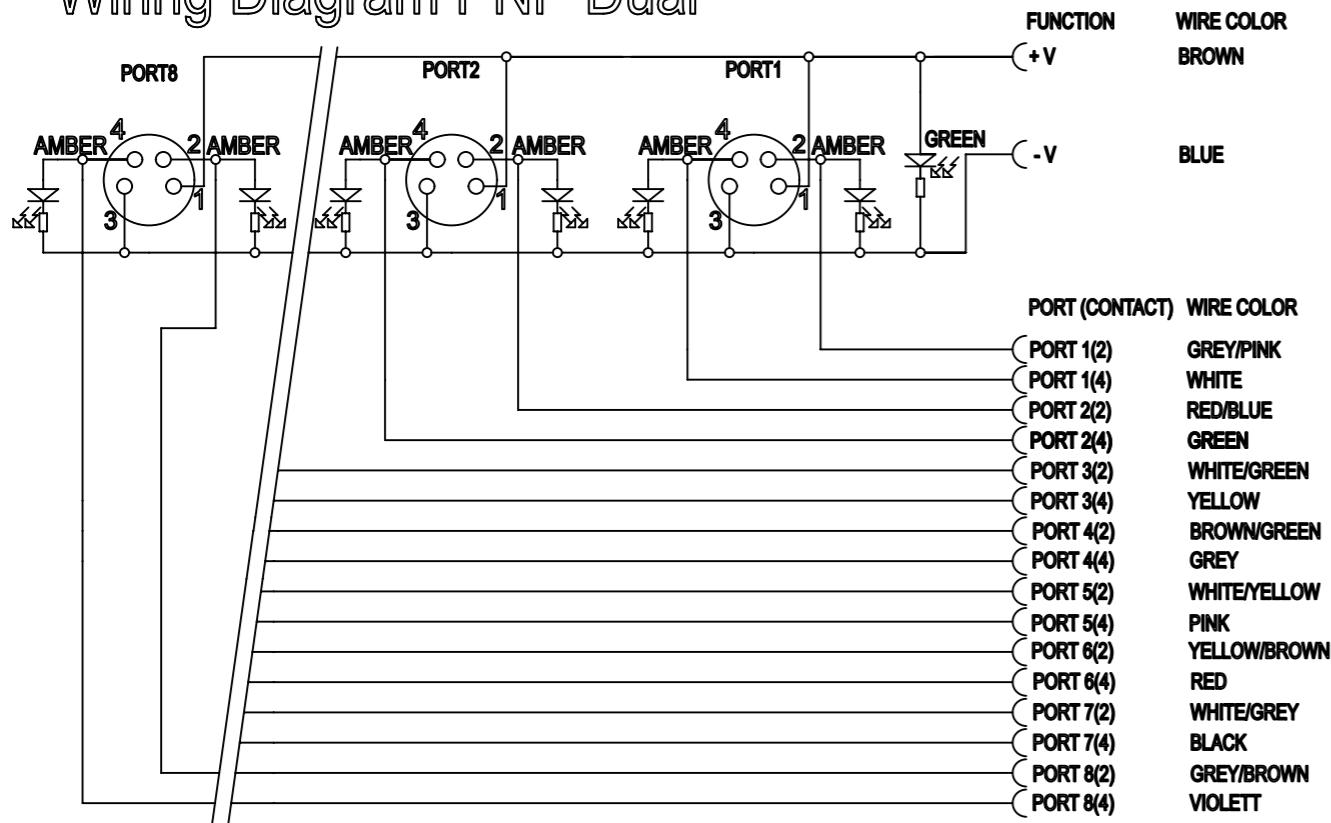 Wiring Diagram PNP Dual
FUNCTION WIRE COLOR
+ V BROWN
PORT8 PORT2 PORT1
AMBER 4 2 AMBER AMBER 4 2 AMBER AMBER 4 2 AMBER GREEN
- V BLUE
3 1 3 1 3 1
PORT (CONTACT) WIRE COLOR
PORT 1(2) GREY/PINK
PORT 1(4) WHITE
PORT 2(2) RED/BLUE
PORT 2(4) GREEN
PORT 3(2) WHITE/GREEN
PORT 3(4) YELLOW
PORT 4(2) BROWN/GREEN
PORT 4(4) GREY
PORT 5(2) WHITE/YELLOW
PORT 5(4) PINK
PORT 6(2) YELLOW/BROWN
PORT 6(4) RED
PORT 7(2) WHITE/GREY
PORT 7(4) BLACK
PORT 8(2) GREY/BROWN
PORT 8(4) VIOLETT